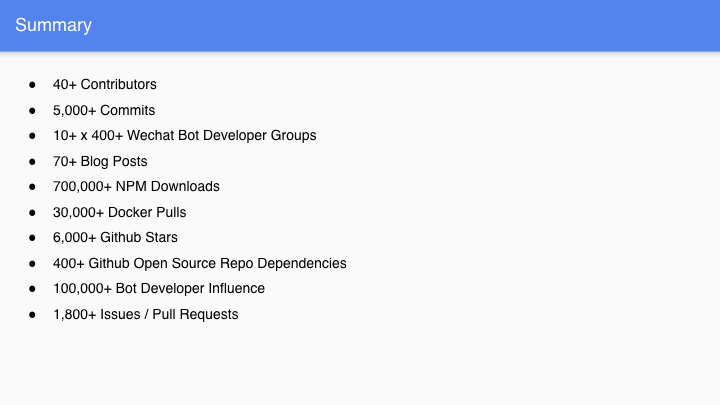 Summary
● 40+ Contributors
● 5,000+ Commits
● 10+ x 400+ Wechat Bot Developer Groups
● 70+ Blog Posts
● 700,000+ NPM Downloads
● 30,000+ Docker Pulls
● 6,000+ Github Stars
● 400+ Github Open Source Repo Dependencies
● 100,000+ Bot Developer Influence
● 1,800+ Issues / Pull Requests